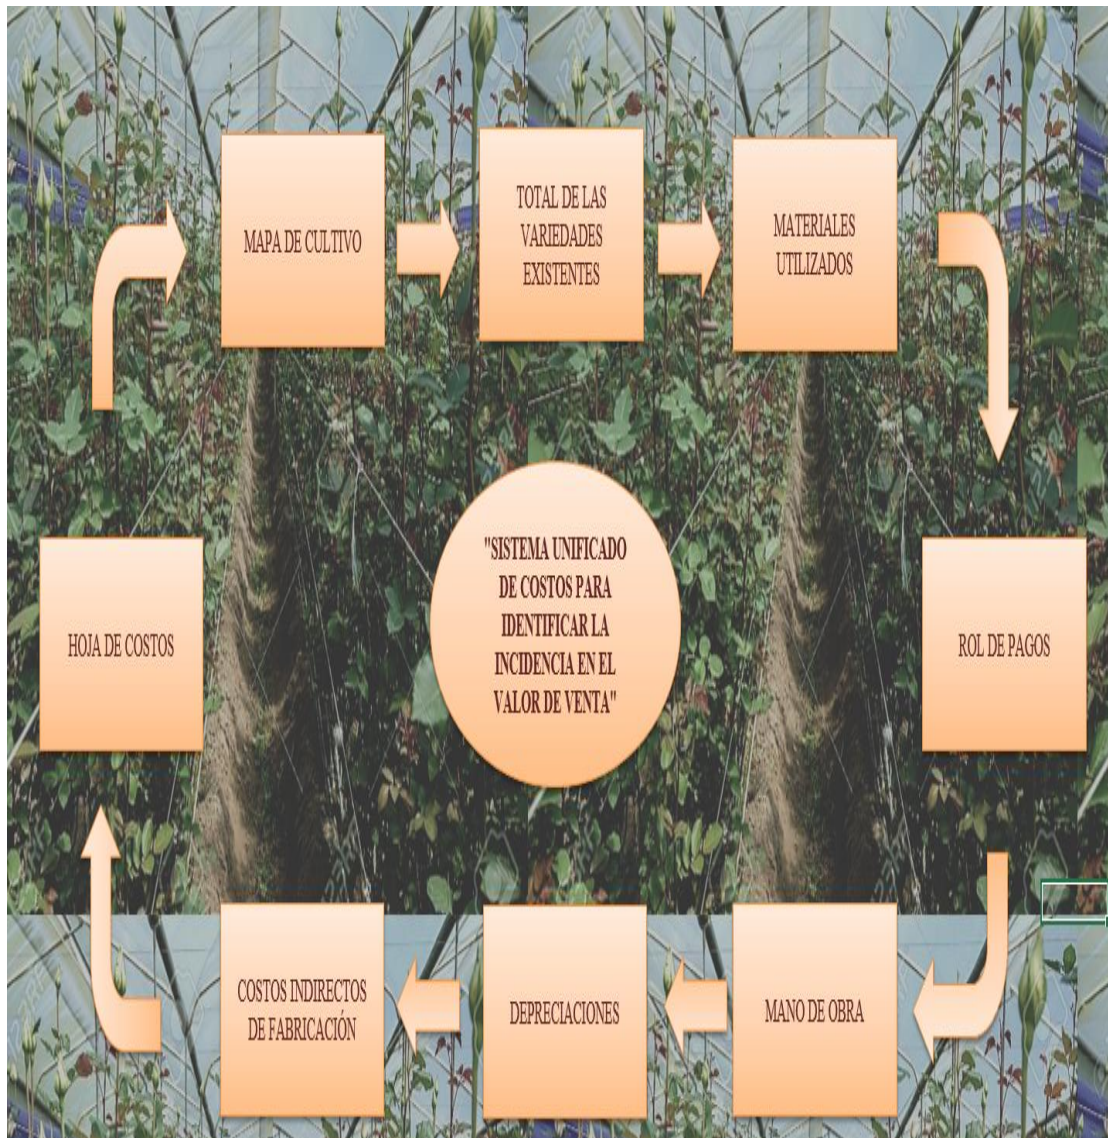 MAPA DE CULTIVO
TOTAL DE LAS
VARIEDADES
EXISTENTES
MATERIALES
UTILIZADOS
"SISTEMA UNIFICADO
DE COSTOS PARA
IDENTIFICAR LA
INCIDENCIA EN EL
VALOR DE VENTA"
HOJA DE COSTOS
ROL DE PAGOS
COSTOS INDIRECTOS
DE FABRICACIÓN
DEPRECIACIONES
MANO DE OBRA